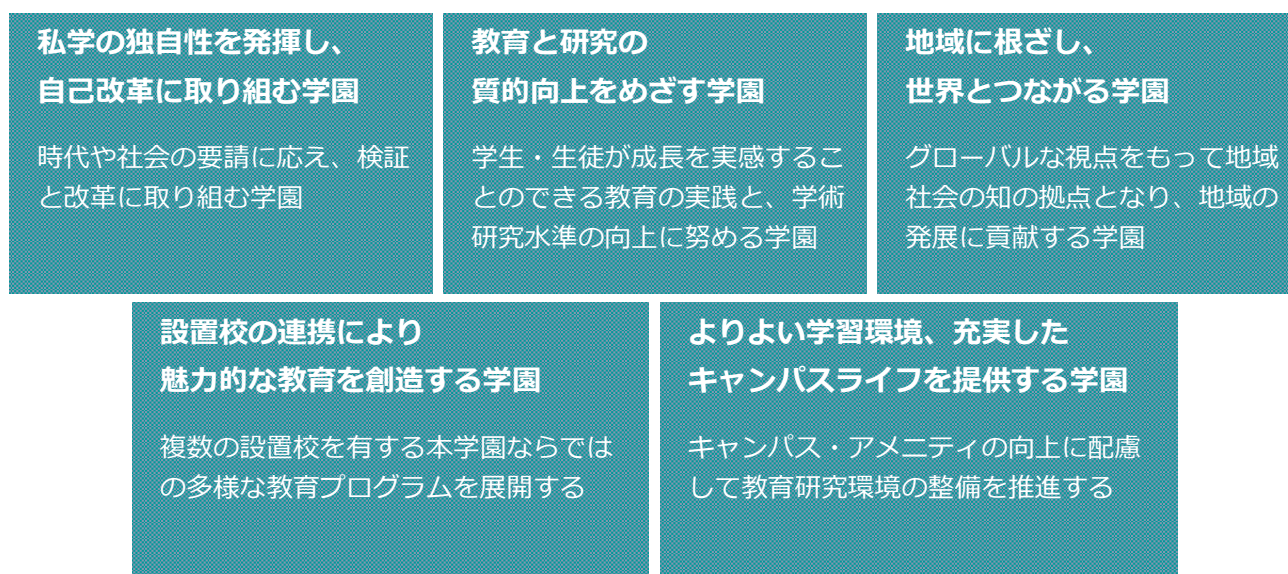 私学の独自性を発揮し、
自己改革に取り組む学園
時代や社会の要請に応え、検証
と改革に取り組む学園
教育と研究の
質的向上をめざす学園
学生・生徒が成長を実感するこ
とのできる教育の実践と、学術
研究水準の向上に努める学園
地域に根ざし、
世界とつながる学園
グローバルな視点をもって地域
社会の知の拠点となり、地域の
発展に貢献する学園
設置校の連携により
魅力的な教育を創造する学園
複数の設置校を有する本学園ならでは
の多様な教育プログラムを展開する
よりよい学習環境、充実した
キャンパスライフを提供する学園
キャンパス・アメニティの向上に配慮
して教育研究環境の整備を推進する